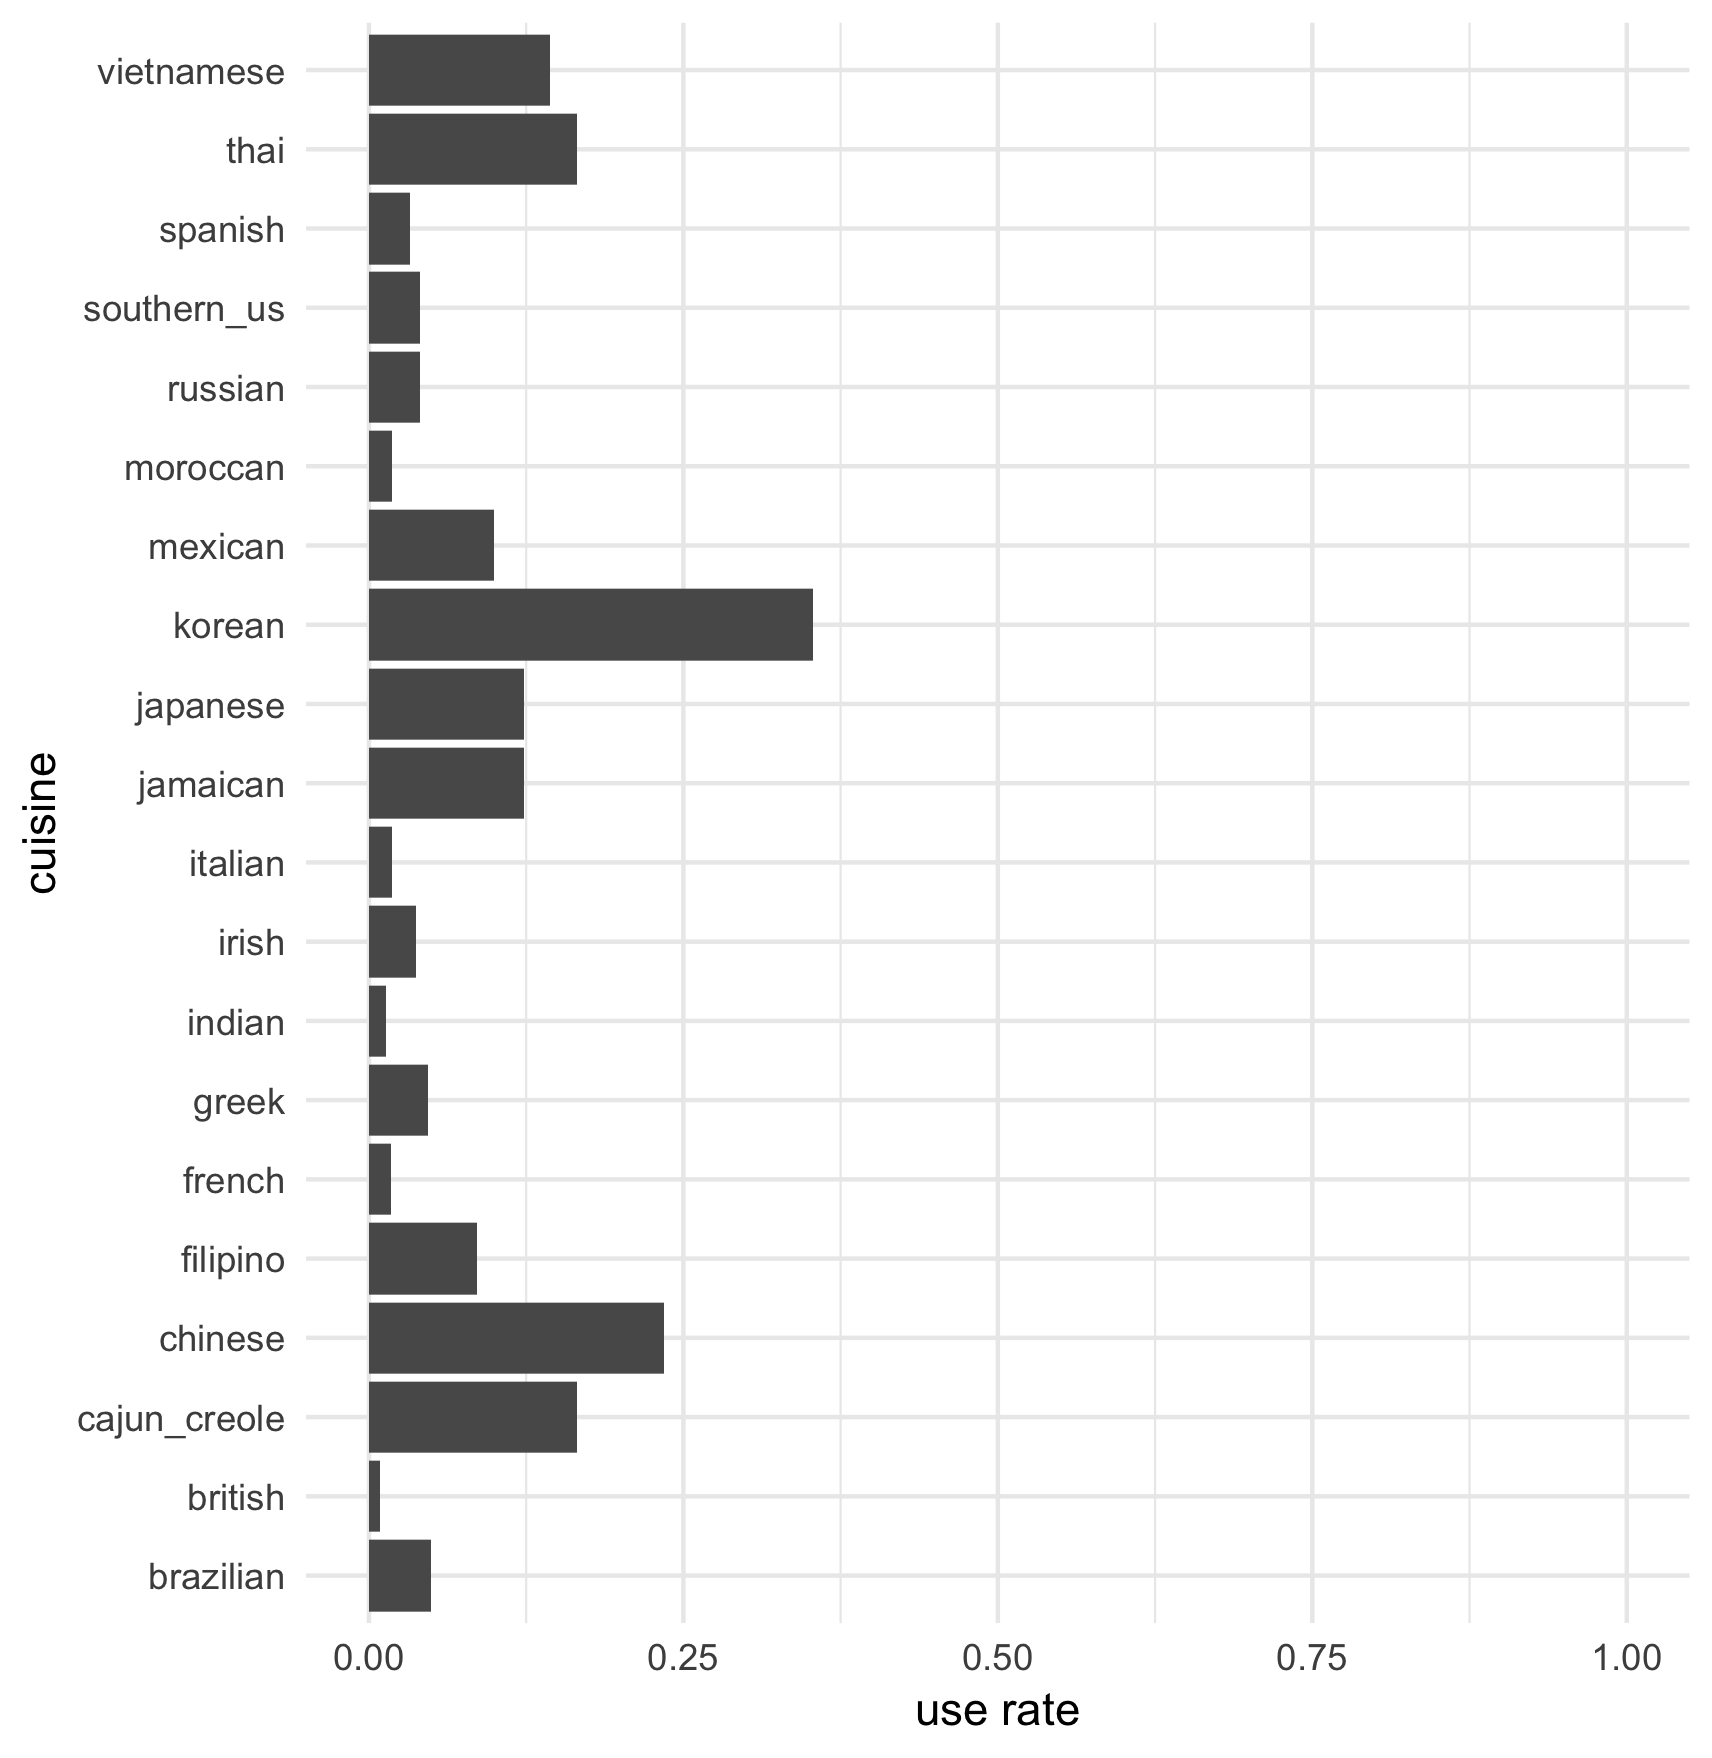 vietnamese
thai
spanish
southern_us
russian
moroccan
mexican
korean
japanese
jamaican
italian
irish
indian
greek
french
filipino
chinese
cajun_creole
british
brazilian
cuisine
0.00 0.25 0.50 0.75 1.00
use rate